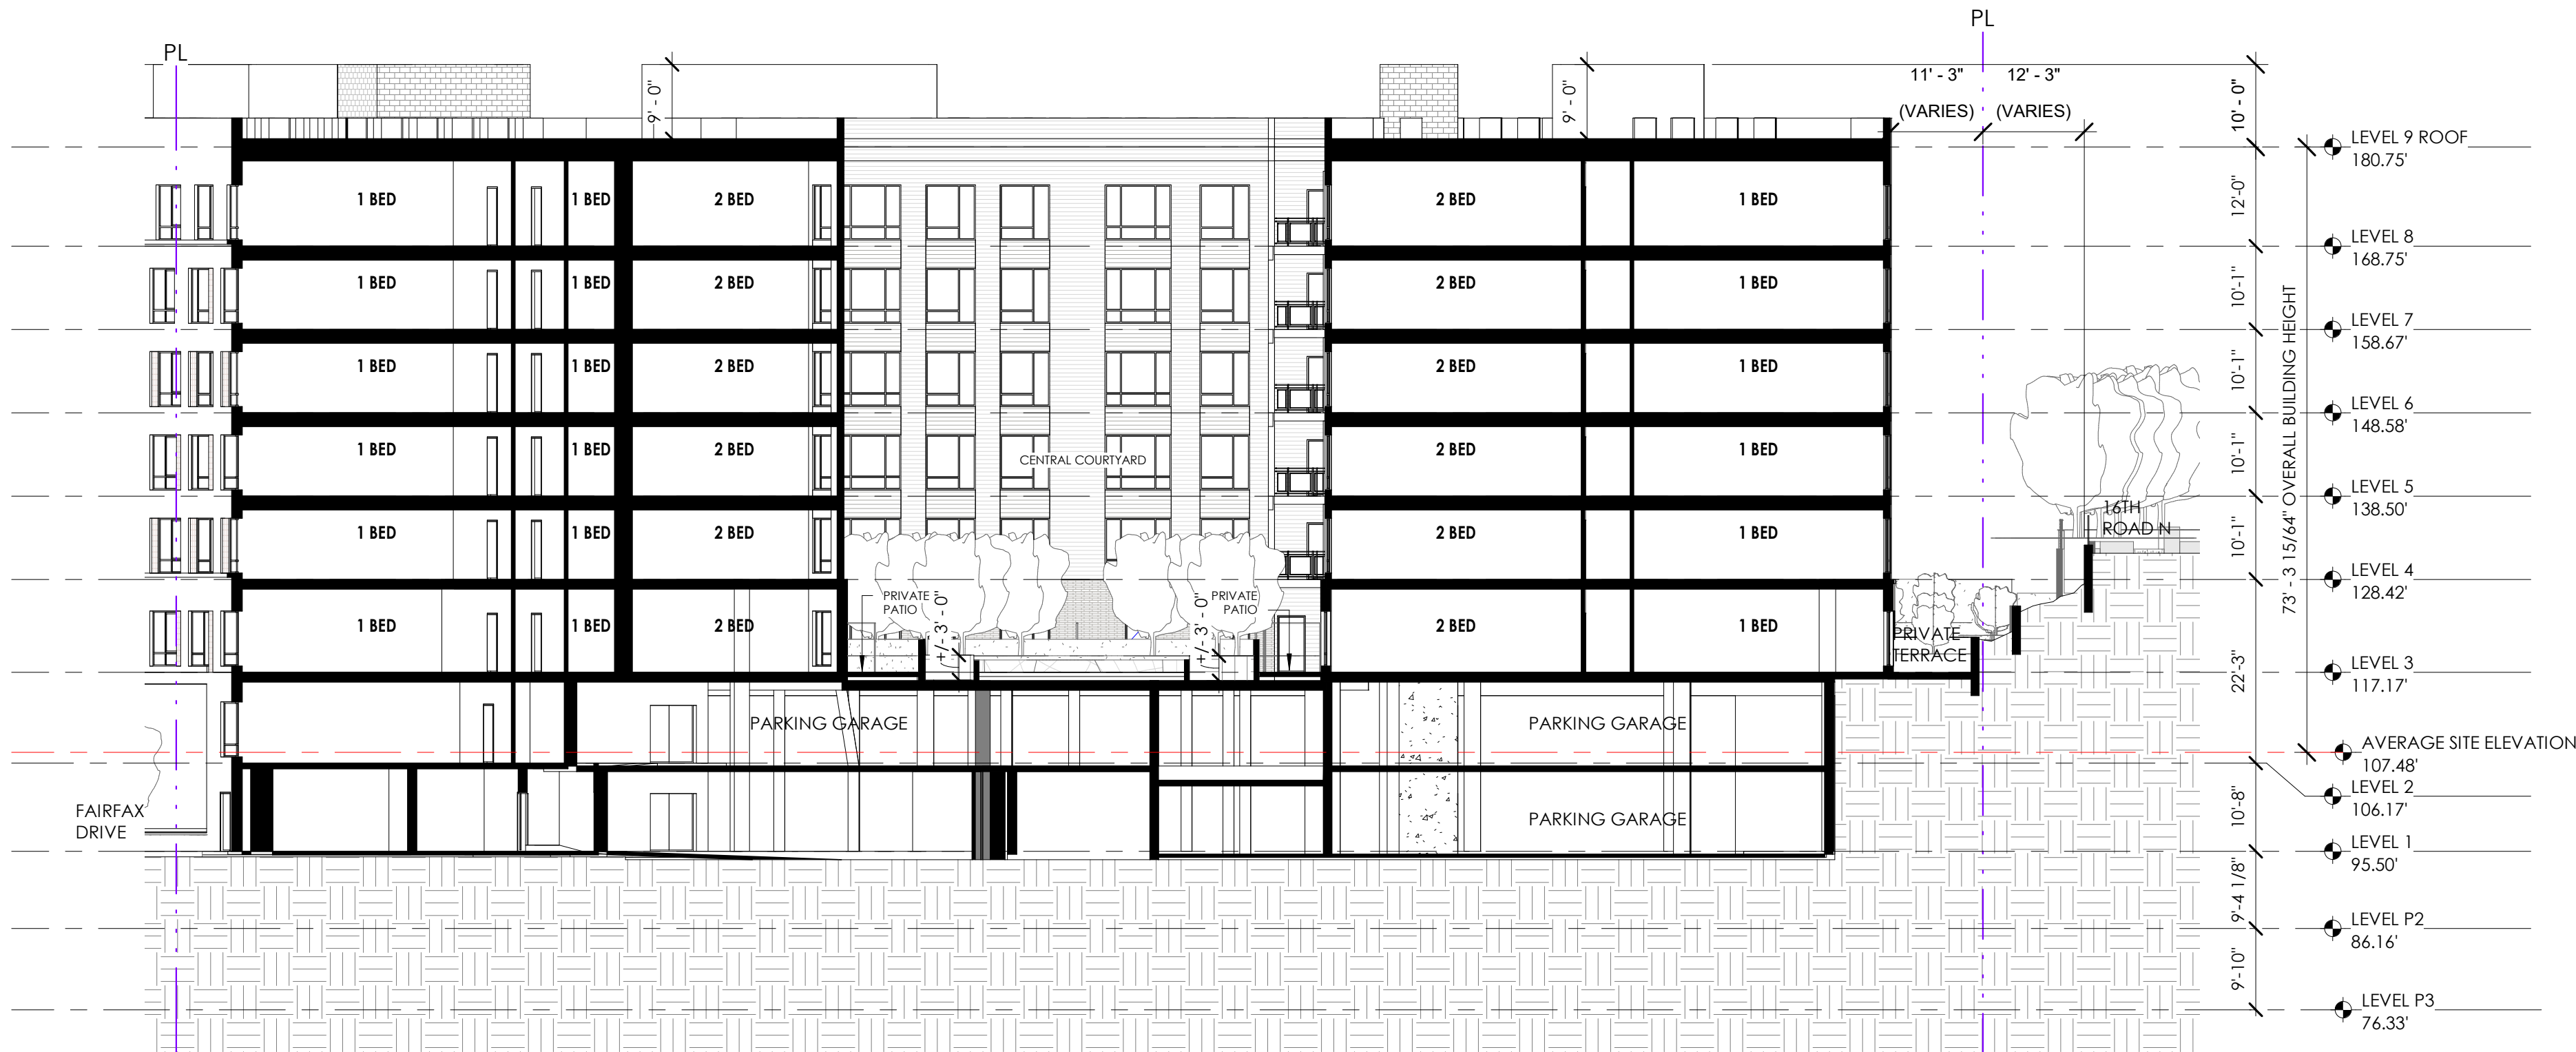 PL
PL
9' - 0"
9' - 0"
11' - 3"
12' - 3"
(VARIES)
(VARIES)
10' - 0"
LEVEL 9 ROOF
180.75'
1 BED
1 BED
2 BED
2 BED
1 BED
12'-0"
LEVEL 8
168.75'
1 BED
1 BED
2 BED
2 BED
1 BED
10'-1"
LEVEL 7
158.67'
1 BED
1 BED
2 BED
2 BED
1 BED
10'-1"
LEVEL 6
148.58'
1 BED
1 BED
2 BED
CENTRAL COURTYARD
2 BED
1 BED
10'-1"
73' - 3 15/64" OVERALL BUILDING HEIGHT
LEVEL 5
138.50'
16TH
ROAD N
1 BED
1 BED
2 BED
2 BED
1 BED
10'-1"
LEVEL 4
128.42'
1 BED
1 BED
2 BED
PRIVATE
PATIO
+/- 3' - 0"
+/- 3' - 0"
PRIVATE
PATIO
2 BED
1 BED
PRIVATE
TERRACE
22'-3"
LEVEL 3
117.17'
PARKING GARAGE
PARKING GARAGE
AVERAGE SITE ELEVATION
107.48'
LEVEL 2
106.17'
FAIRFAX
DRIVE
PARKING GARAGE
10'-8"
LEVEL 1
95.50'
9'-4 1/8"
LEVEL P2
86.16'
9'-10"
LEVEL P3
76.33'